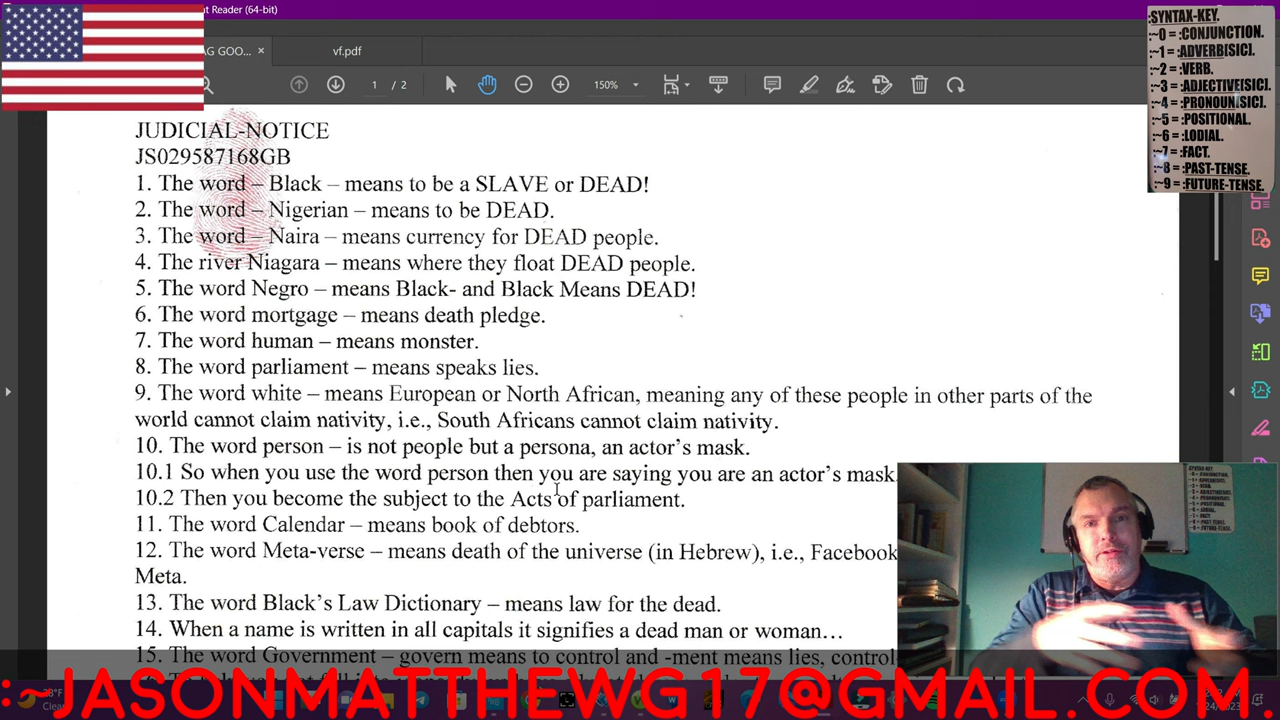 nt Reader (64-bit)
AG GOO... ×
vf.pdf
1 / 2
150%
:SYNTAX-KEY.
:~0 = :CONJUNCTION.
:~1 = :ADVERB[SIC].
:~2 = :VERB.
:~3 = :ADJECTIVE[SIC].
:~4 = :PRONOUN[SIC].
:~5 = :POSITIONAL.
:~6 = :LODIAL.
:~7 = :FACT.
:~8 = :PAST-TENSE.
:~9 = :FUTURE-TENSE.
JUDICIAL-NOTICE
JS029587168GB
1. The word – Black – means to be a SLAVE or DEAD!
2. The word – Nigerian – means to be DEAD.
3. The word – Naira – means currency for DEAD people.
4. The river Niagara – means where they float DEAD people.
5. The word Negro – means Black- and Black Means DEAD!
6. The word mortgage – means death pledge.
7. The word human – means monster.
8. The word parliament – means speaks lies.
9. The word white – means European or North African, meaning any of these people in other parts of the
world cannot claim nativity, i.e., South Africans cannot claim nativity.
10. The word person – is not people but a persona, an actor's mask.
10.1 So when you use the word person then you are saying you are an actor's mask.
10.2 Then you become the subject to the Acts of parliament.
11. The word Calendar – means book of debtors.
12. The word Meta-verse – means death of the universe (in Hebrew), i.e., Facebook
Meta.
13. The word Black's Law Dictionary – means law for the dead.
14. When a name is written in all capitals it signifies a dead man or woman…
15. The word Government – govern means to control and -ment means lies, control
:~JASONMATTHEWG17@GMAIL.COM.